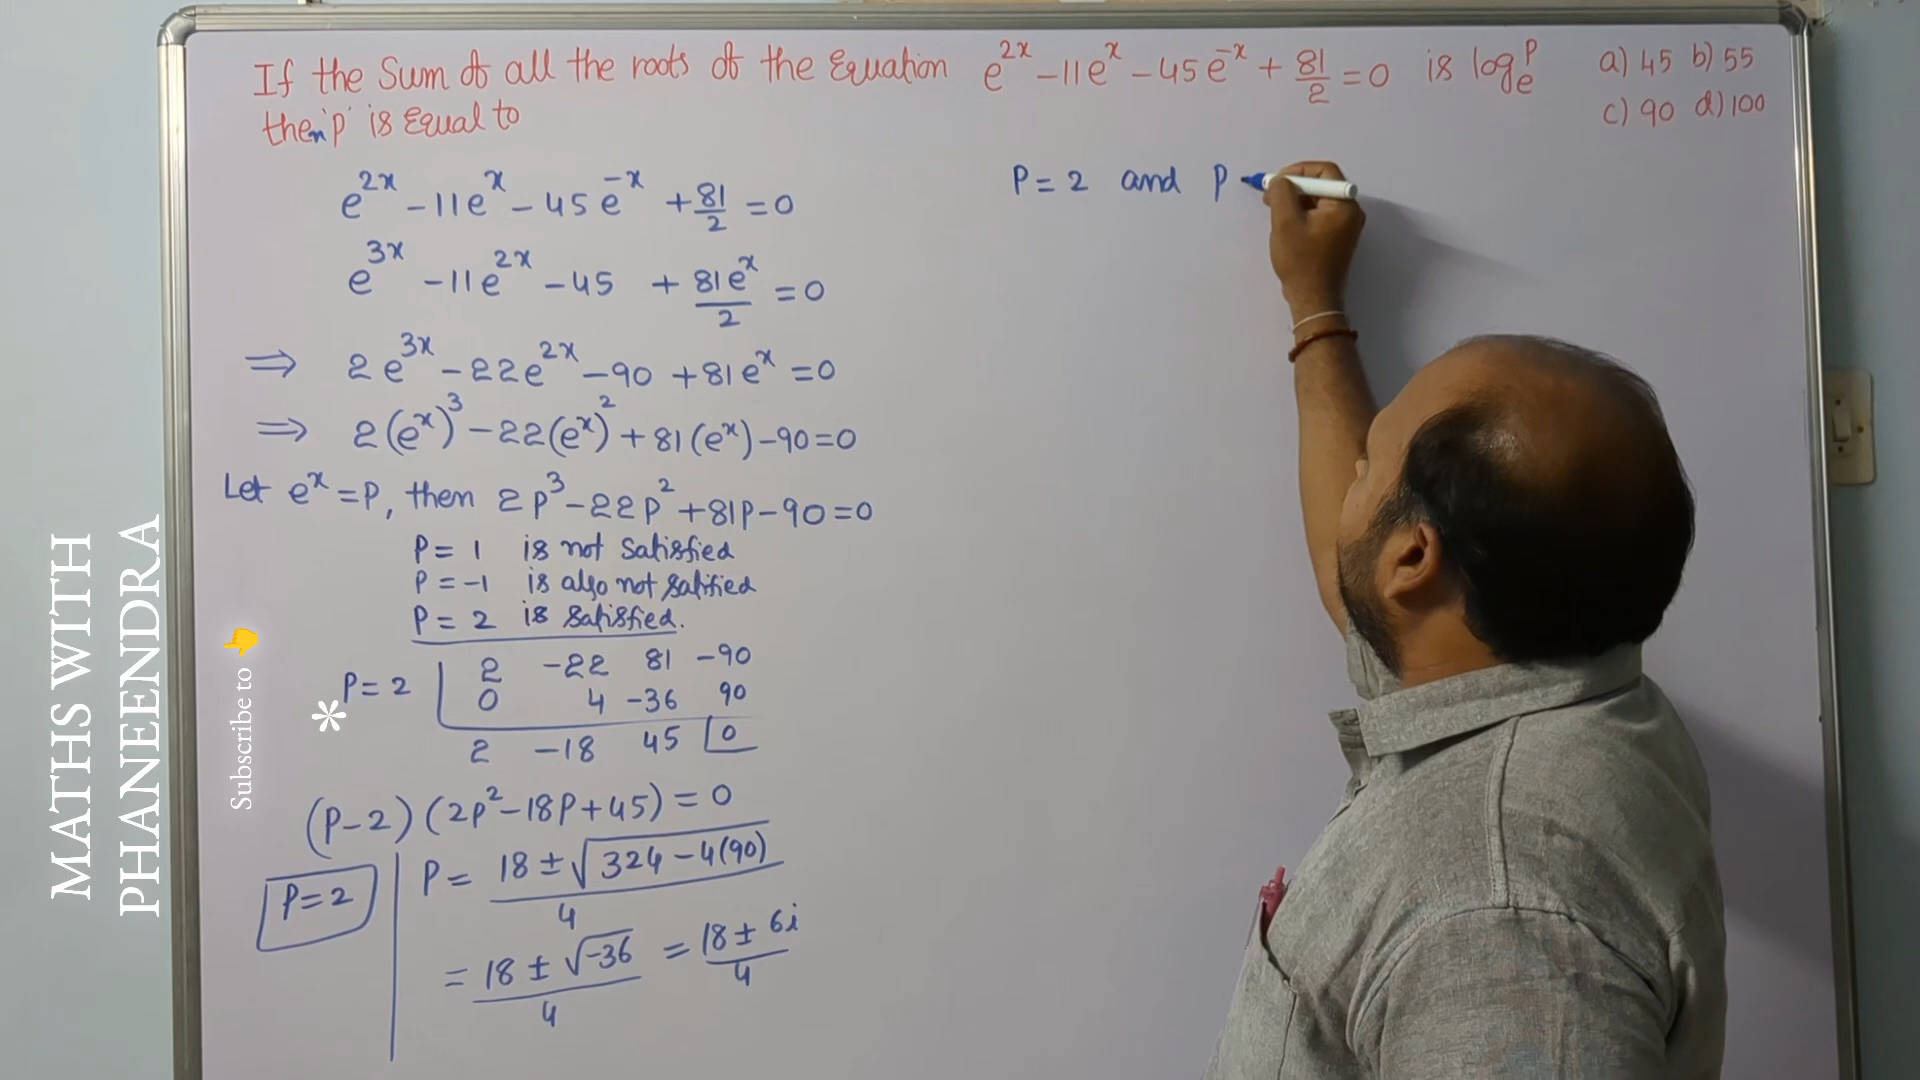 If the Sum of all the roots of the Equation e^{2x} - 11e^x - 45e^{-x} + 81/2 = 0 is log_e^P
then 'p' is Equal to
a) 45 b) 55
c) 90 d) 100
e^{2x} - 11e^x - 45e^{-x} + 81/2 = 0
e^{3x} - 11e^{2x} - 45 + 81e^x/2 = 0
⇒ 2e^{3x} - 22e^{2x} - 90 + 81e^x = 0
⇒ 2(e^x)^3 - 22(e^x)^2 + 81(e^x) - 90 = 0
Let e^x = P, then 2p^3 - 22p^2 + 81p - 90 = 0
P = 1 is not Satisfied
P = -1 is also not satified
P = 2 is satisfied.
P = 2 | 2 -22 81 -90
0 4 -36 90
2 -18 45 |0
(P-2)(2p^2 - 18P + 45) = 0
P = 2
P = 18 ± √324 - 4(90) / 4
= 18 ± √-36 / 4 = 18 ± 6i / 4
P = 2 and P -
MATHS WITH
PHANEENDRA
Subscribe to 👈